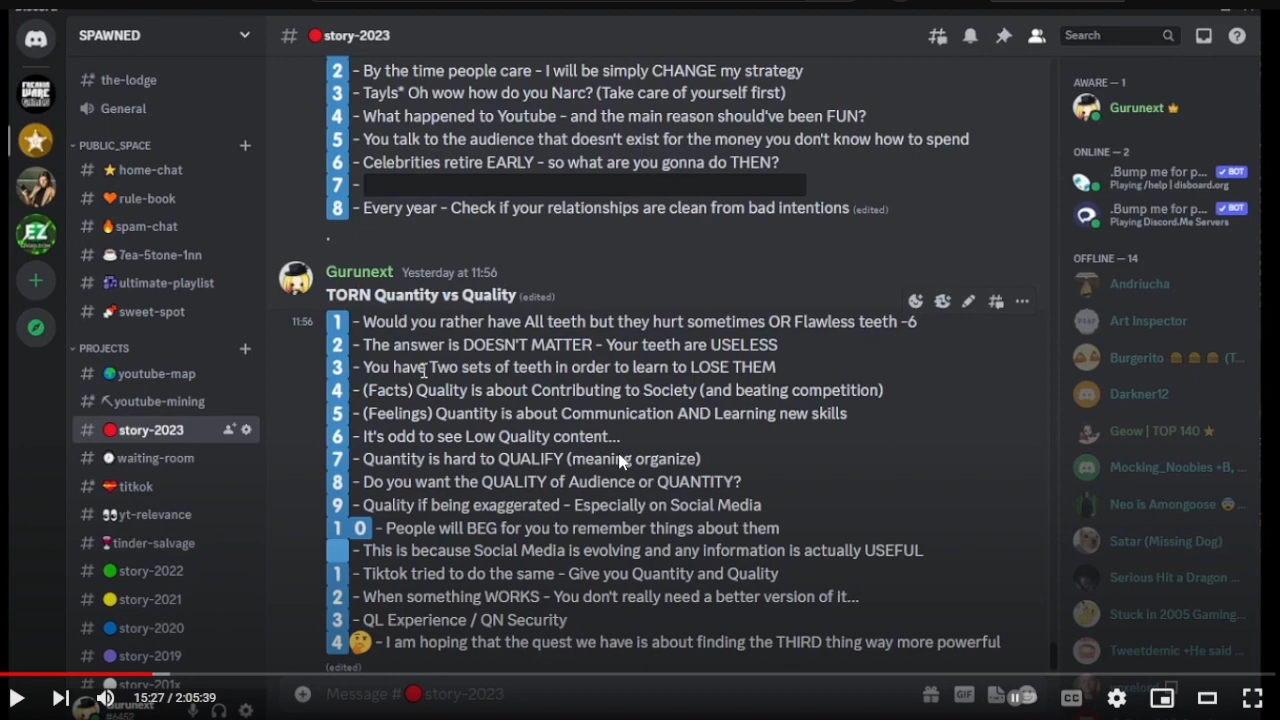 SPAWNED
# 🔴story-2023
Search
the-lodge
General
PUBLIC_SPACE
# ⭐home-chat
# 🧡rule-book
# 🔥spam-chat
# ☕7ea-5tone-1nn
# ultimate-playlist
# sweet-spot
PROJECTS
# 🌍youtube-map
# ⛏youtube-mining
# 🔴story-2023
# waiting-room
# titkok
# 👀yt-relevance
# 🍷tinder-salvage
# 🟢story-2022
# 🟡story-2021
# 🔵story-2020
# 🟣story-2019
# story-201x
Gurunext
#6452
2 - By the time people care - I will be simply CHANGE my strategy
3 - Tayls* Oh wow how do you Narc? (Take care of yourself first)
4 - What happened to Youtube - and the main reason should've been FUN?
5 - You talk to the audience that doesn't exist for the money you don't know how to spend
6 - Celebrities retire EARLY - so what are you gonna do THEN?
7 -
8 - Every year - Check if your relationships are clean from bad intentions (edited)
.
Gurunext Yesterday at 11:56
TORN Quantity vs Quality (edited)
11:56 1 - Would you rather have All teeth but they hurt sometimes OR Flawless teeth -6
2 - The answer is DOESN'T MATTER - Your teeth are USELESS
3 - You have Two sets of teeth in order to learn to LOSE THEM
4 - (Facts) Quality is about Contributing to Society (and beating competition)
5 - (Feelings) Quantity is about Communication AND Learning new skills
6 - It's odd to see Low Quality content...
7 - Quantity is hard to QUALIFY (meaning organize)
8 - Do you want the QUALITY of Audience or QUANTITY?
9 - Quality if being exaggerated - Especially on Social Media
1 0 - People will BEG for you to remember things about them
- This is because Social Media is evolving and any information is actually USEFUL
1 - Tiktok tried to do the same - Give you Quantity and Quality
2 - When something WORKS - You don't really need a better version of it...
3 - QL Experience / QN Security
4 🤔 - I am hoping that the quest we have is about finding the THIRD thing way more powerful
(edited)
Message # 🔴story-2023
GIF
15:27 / 2:05:39
CC
AWARE — 1
Gurunext
ONLINE — 2
.Bump me for p... ✓ BOT
Playing /help | disboard.org
.Bump me for p... ✓ BOT
Playing Discord.Me Servers
OFFLINE — 14
Andriucha
Art Inspector
Burgerito 🍔 🍔 🍔 (T...
Darkner12
Geow | TOP 140 ⭐
Mocking_Noobies +B, ...
Neo is Amongoose ...
Satar (Missing Dog)
Serious Hit a Dragon ...
Stuck in 2005 Gaming...
Tweetdemic +He said ...
EZ